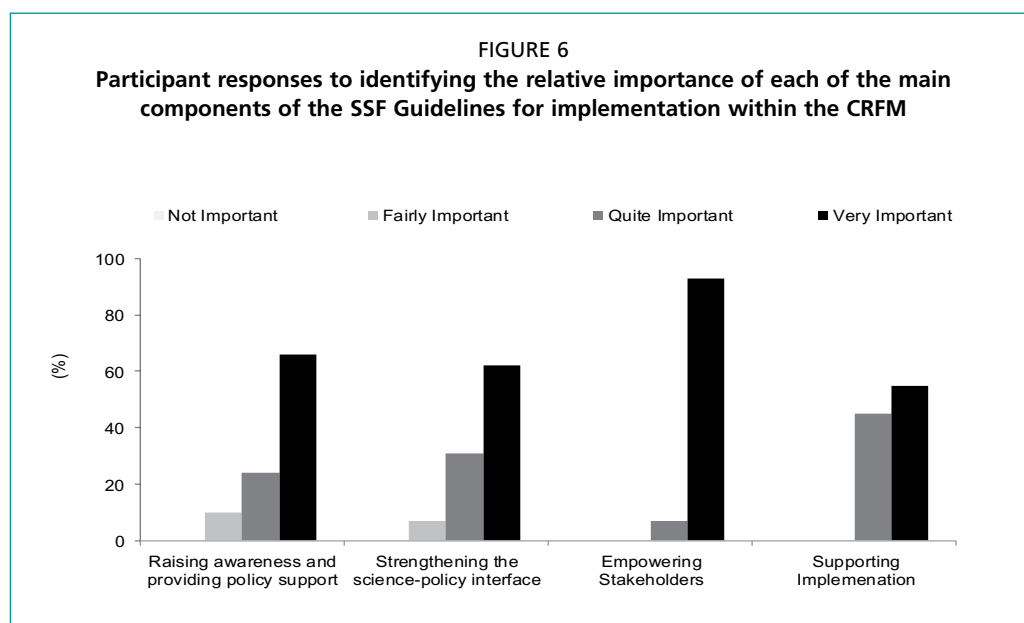 FIGURE 6
Participant responses to identifying the relative importance of each of the main
components of the SSF Guidelines for implementation within the CRFM
Not Important Fairly Important Quite Important Very Important
100
80
60
40
20
0
(%)
Raising awareness and
providing policy support
Strengthening the
science-policy interface
Empowering
Stakeholders
Supporting
Implemenation